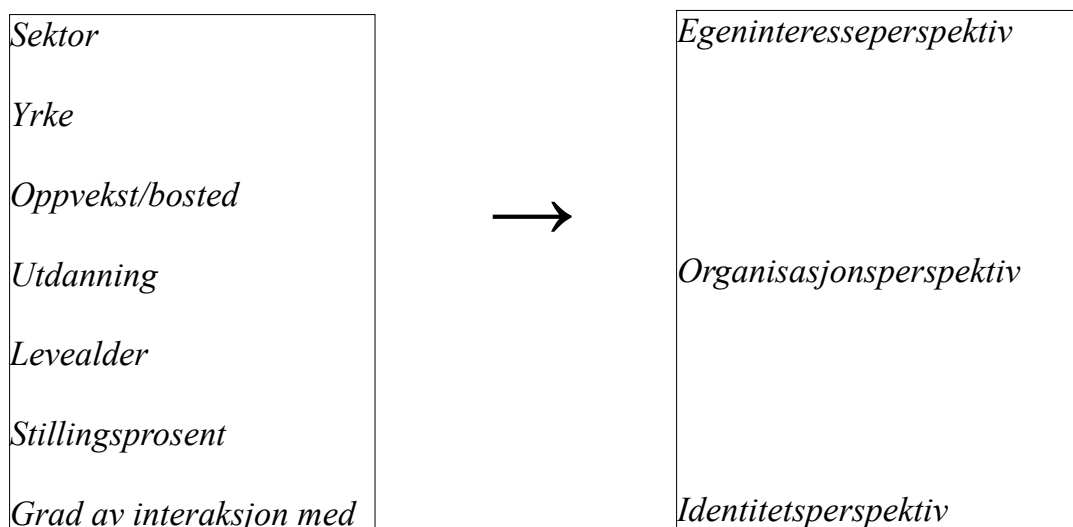 Sektor
Yrke
Oppvekst/bosted
Utdanning
Levealder
Stillingsprosent
Grad av interaksjon med
Egeninteresseperspektiv
Organisasjonsperspektiv
Identitetsperspektiv